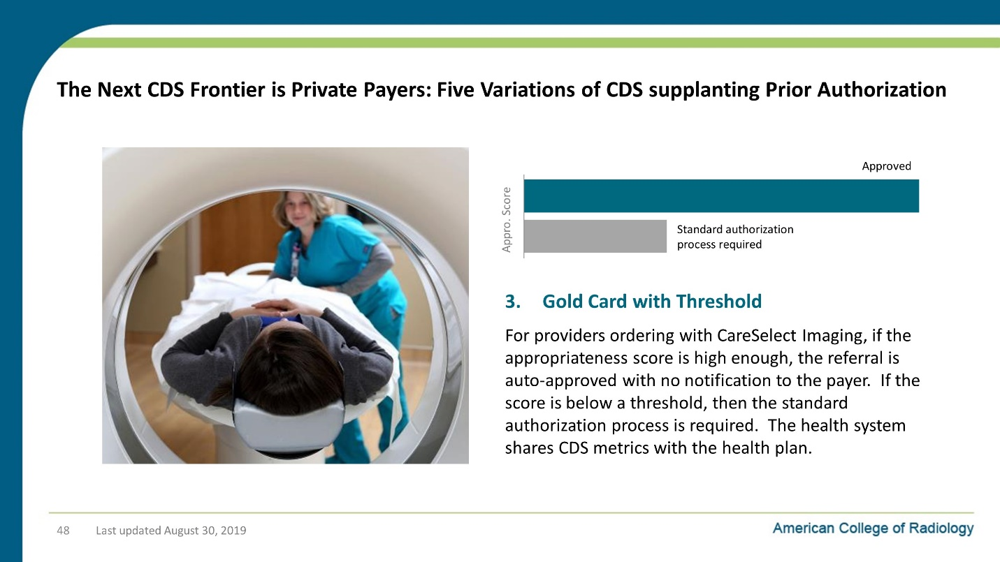 The Next CDS Frontier is Private Payers: Five Variations of CDS supplanting Prior Authorization
Approved
Appro. Score
Standard authorization
process required
3. Gold Card with Threshold
For providers ordering with CareSelect Imaging, if the
appropriateness score is high enough, the referral is
auto-approved with no notification to the payer.  If the
score is below a threshold, then the standard
authorization process is required.  The health system
shares CDS metrics with the health plan.
48 Last updated August 30, 2019
American College of Radiology